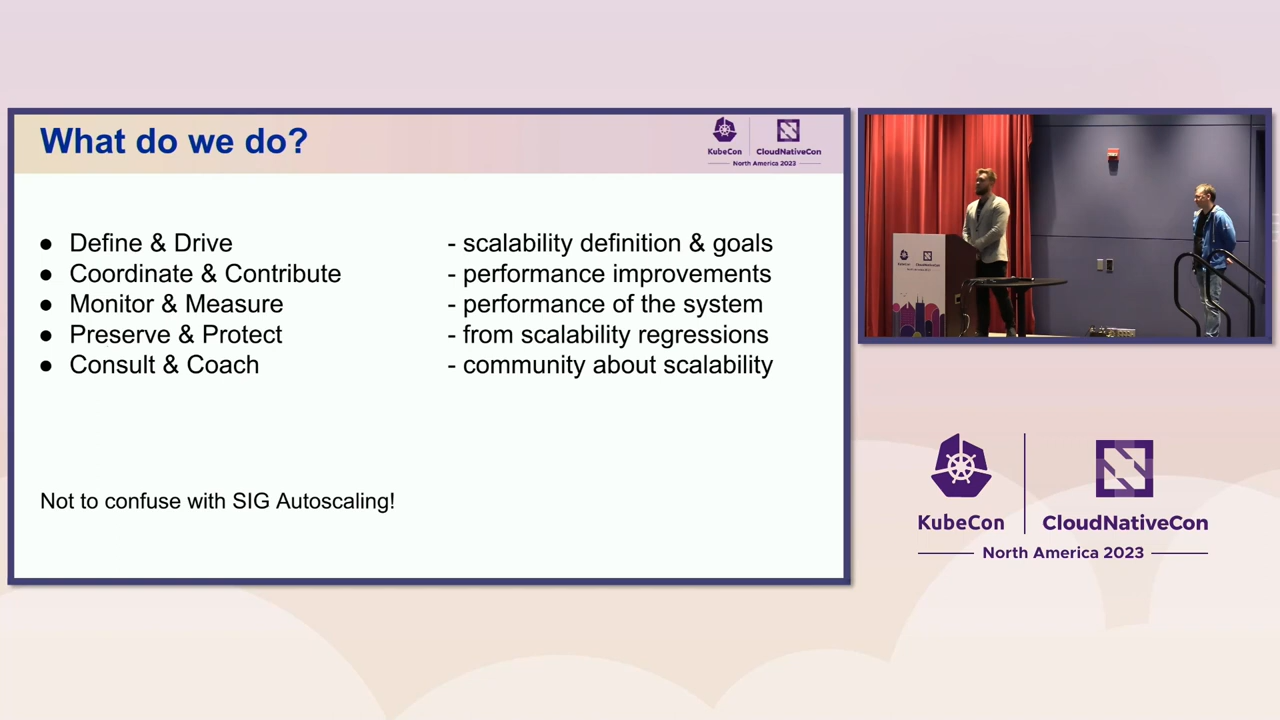 What do we do?
KubeCon
CloudNativeCon
North America 2023
● Define & Drive - scalability definition & goals
● Coordinate & Contribute - performance improvements
● Monitor & Measure - performance of the system
● Preserve & Protect - from scalability regressions
● Consult & Coach - community about scalability
Not to confuse with SIG Autoscaling!
KubeCon
CloudNativeCon
North America 2023